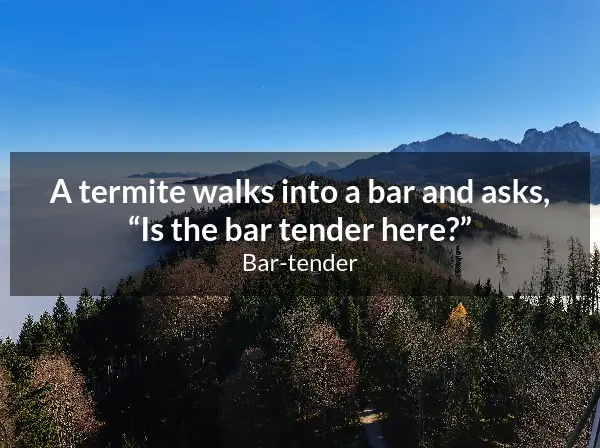 A termite walks into a bar and asks,
“Is the bar tender here?”
Bar-tender